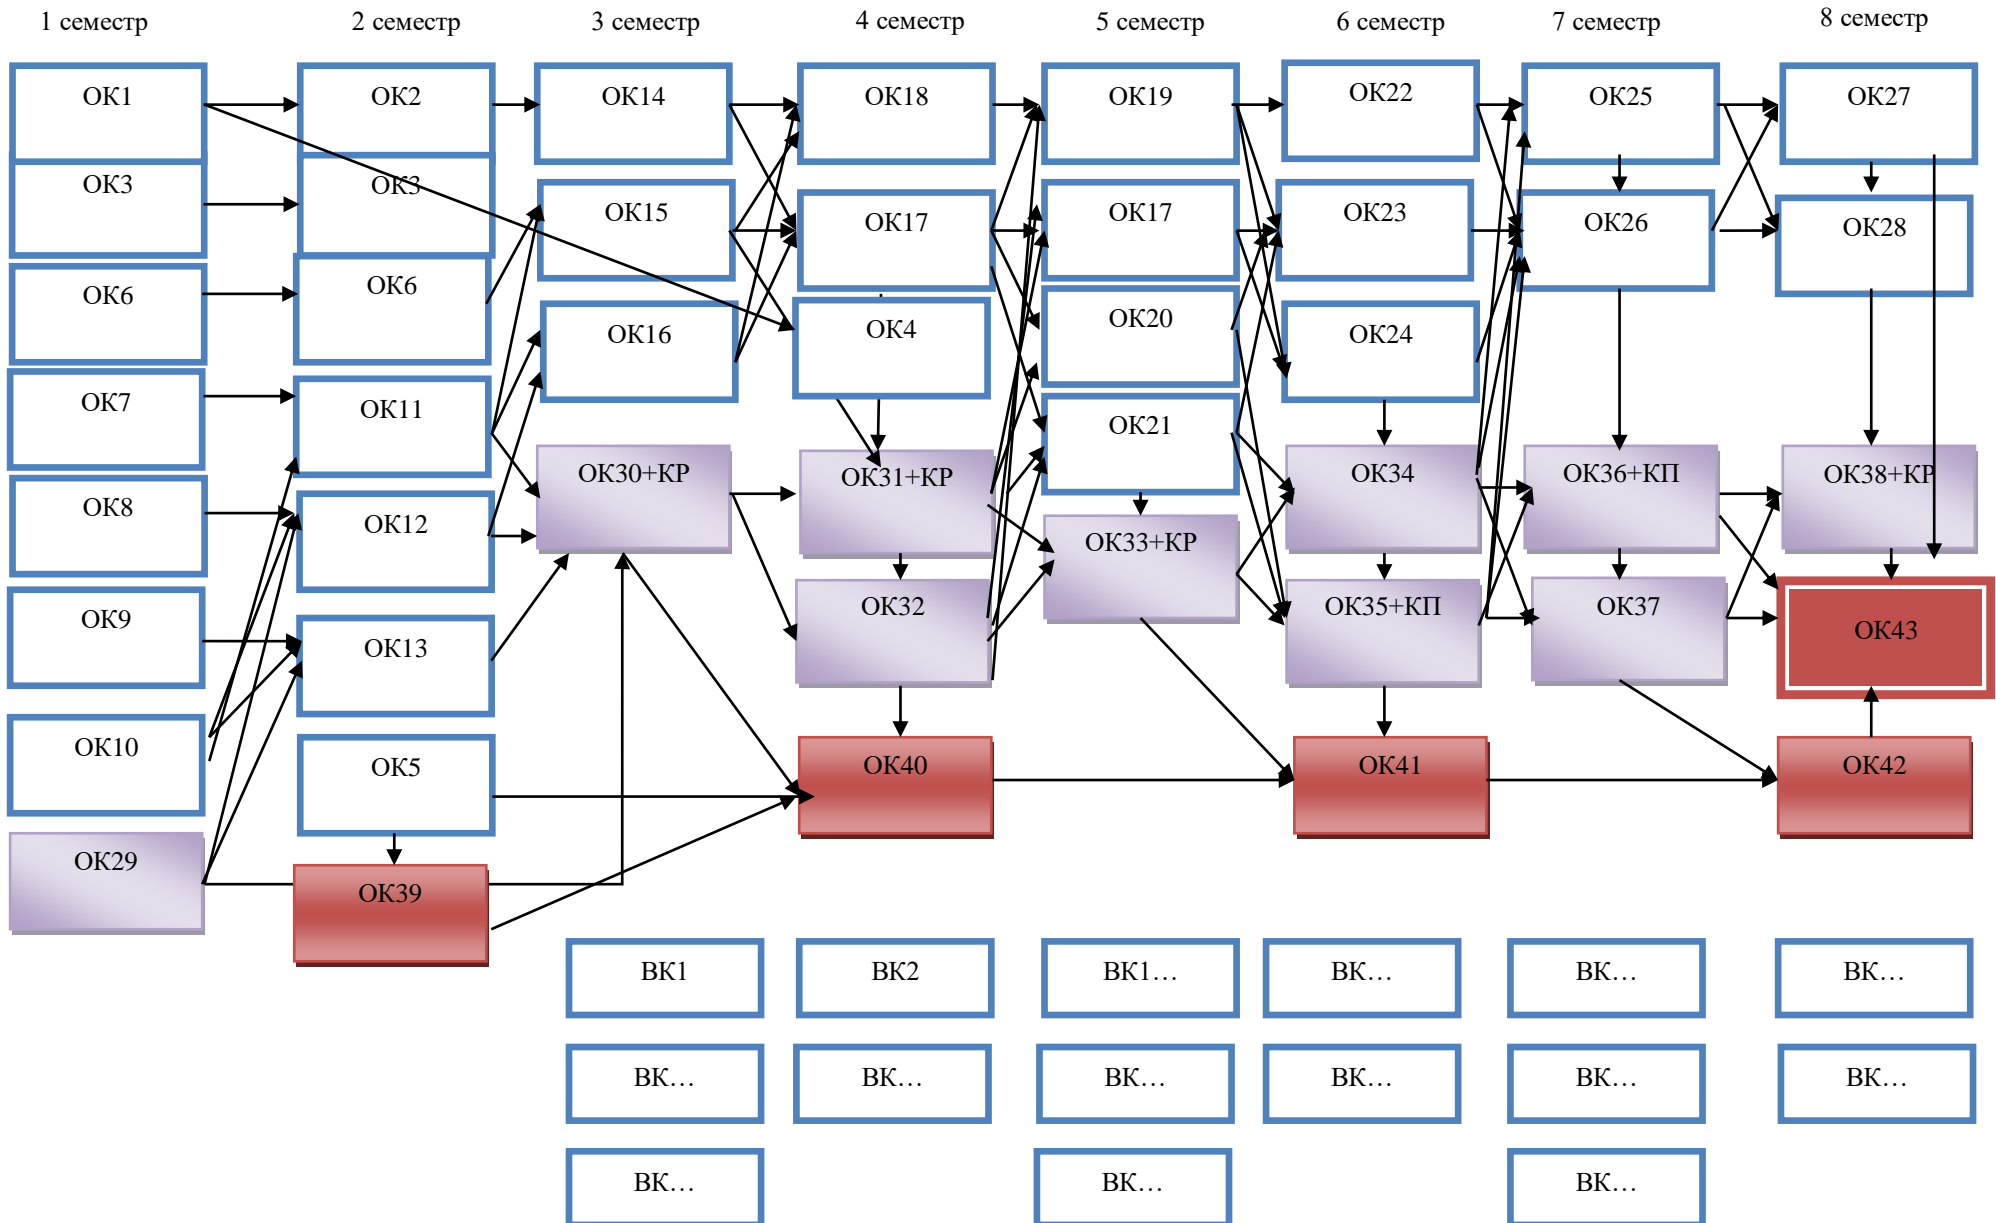 1 семестр
2 семестр
3 семестр
4 семестр
5 семестр
6 семестр
7 семестр
8 семестр
ОК1
ОК2
ОК14
ОК18
ОК19
ОК22
ОК25
ОК27
ОК3
ОК3
ОК15
ОК17
ОК17
ОК23
ОК26
ОК28
ОК6
ОК6
ОК16
ОК4
ОК20
ОК24
ОК7
ОК11
ОК21
ОК30+КР
ОК31+КР
ОК34
ОК36+КП
ОК38+КР
ОК8
ОК12
ОК33+КР
ОК9
ОК13
ОК32
ОК35+КП
ОК37
ОК43
ОК10
ОК5
ОК40
ОК41
ОК42
ОК29
ОК39
ВК1
ВК2
ВК1…
ВК…
ВК…
ВК…
ВК…
ВК…
ВК…
ВК…
ВК…
ВК…
ВК…
ВК…
ВК…